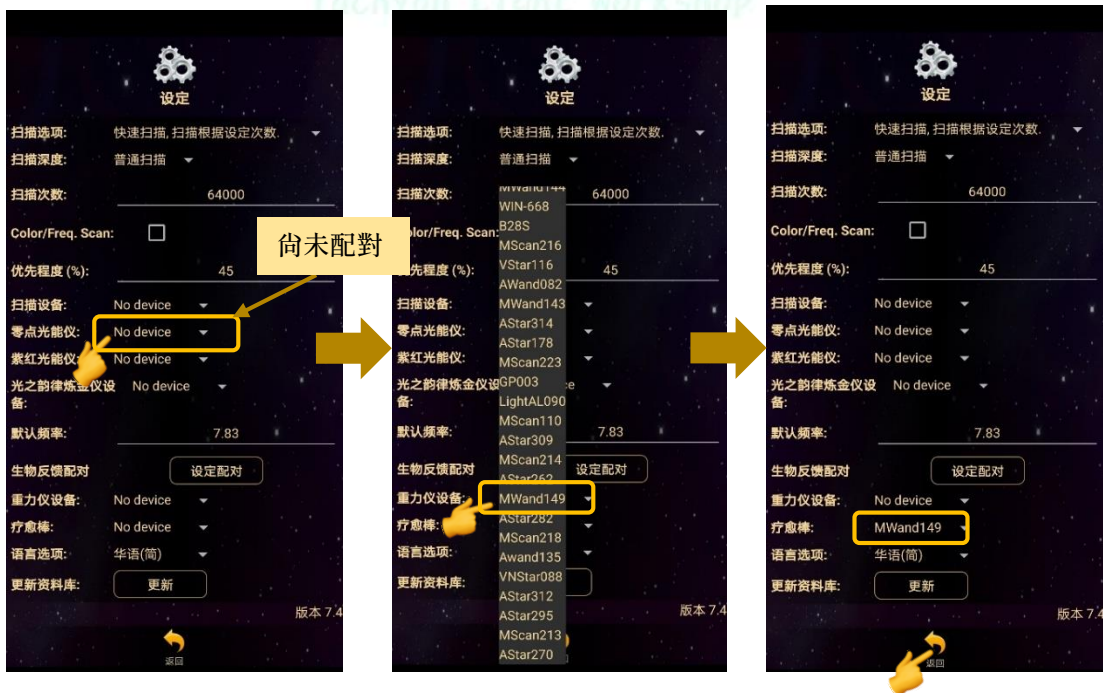 TECHYUN LIGHT WORKSHOP
设定
扫描选项: 快速扫描, 扫描根据设定次数.
扫描深度: 普通扫描
扫描次数: 64000
Color/Freq. Scan:
优先程度 (%): 45
扫描设备: No device
零点光能仪: No device
紫红光能仪: No device
光之韵律炼金仪设备: No device
默认频率: 7.83
生物反馈配对 设定配对
重力仪设备: No device
疗愈棒: No device
语言选项: 华语(简)
更新资料库: 更新
版本 7.4
返回
尚未配對
设定
扫描选项: 快速扫描, 扫描根据设定次数.
扫描深度: 普通扫描
扫描次数: 64000
Color/Freq. Scan:
优先程度 (%): 45
扫描设备:
零点光能仪:
紫红光能仪:
光之韵律炼金仪设
备:
默认频率: 7.83
生物反馈配对 设定配对
重力仪设备:
疗愈棒:
语言选项:
更新资料库:
版本 7.4
MWand144
WIN-668
B28S
MScan216
VStar116
AWand082
MWand143
AStar314
AStar178
MScan223
GP003
LightAL090
MScan110
AStar309
MScan214
AStar262
MWand149
AStar282
MScan218
Awand135
VNStar088
AStar312
AStar295
MScan213
AStar270
设定
扫描选项: 快速扫描, 扫描根据设定次数.
扫描深度: 普通扫描
扫描次数: 64000
Color/Freq. Scan:
优先程度 (%): 45
扫描设备: No device
零点光能仪: No device
紫红光能仪: No device
光之韵律炼金仪设 No device
备:
默认频率: 7.83
生物反馈配对 设定配对
重力仪设备: No device
疗愈棒: MWand149
语言选项: 华语(简)
更新资料库: 更新
版本 7.4
返回